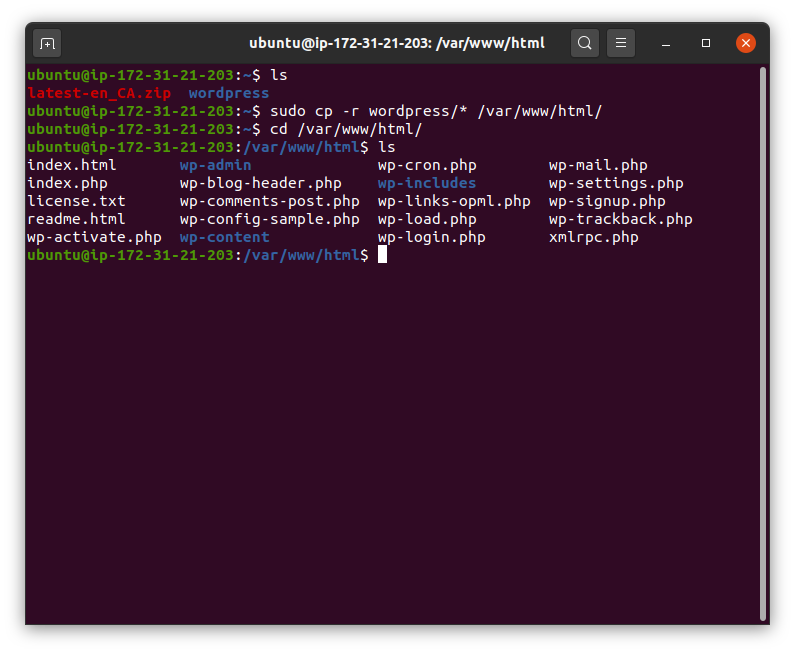 ubuntu@ip-172-31-21-203: /var/www/html
ubuntu@ip-172-31-21-203:~$ ls
latest-en_CA.zip  wordpress
ubuntu@ip-172-31-21-203:~$ sudo cp -r wordpress/* /var/www/html/
ubuntu@ip-172-31-21-203:~$ cd /var/www/html/
ubuntu@ip-172-31-21-203:/var/www/html$ ls
index.html       wp-admin              wp-cron.php        wp-mail.php
index.php        wp-blog-header.php    wp-includes        wp-settings.php
license.txt      wp-comments-post.php  wp-links-opml.php  wp-signup.php
readme.html      wp-config-sample.php  wp-load.php        wp-trackback.php
wp-activate.php  wp-content            wp-login.php       xmlrpc.php
ubuntu@ip-172-31-21-203:/var/www/html$